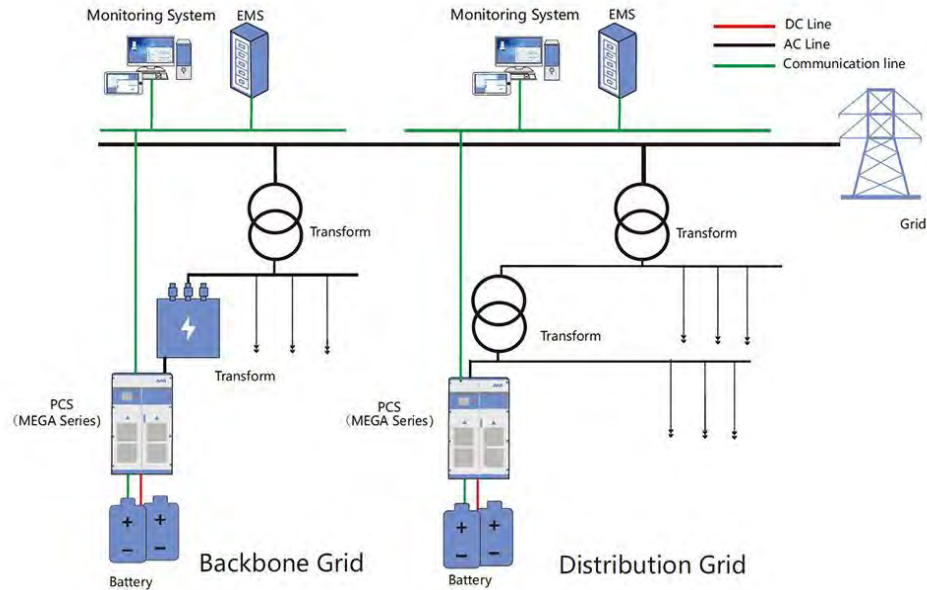 Monitoring System
EMS
Monitoring System
EMS
DC Line
AC Line
Communication line
Transform
Transform
Grid
Transform
Transform
PCS
(MEGA Series)
PCS
(MEGA Series)
Battery
Backbone Grid
Battery
Distribution Grid